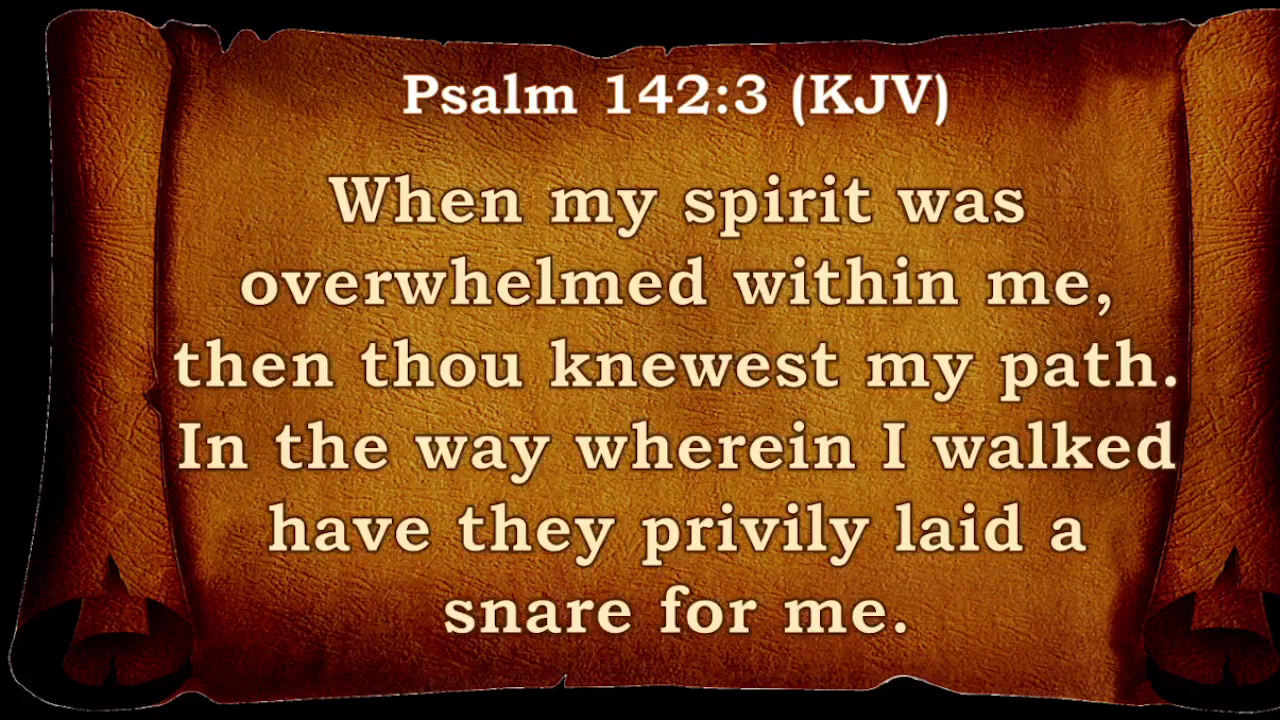 Psalm 142:3 (KJV)
When my spirit was
overwhelmed within me,
then thou knewest my path.
In the way wherein I walked
have they privily laid a
snare for me.